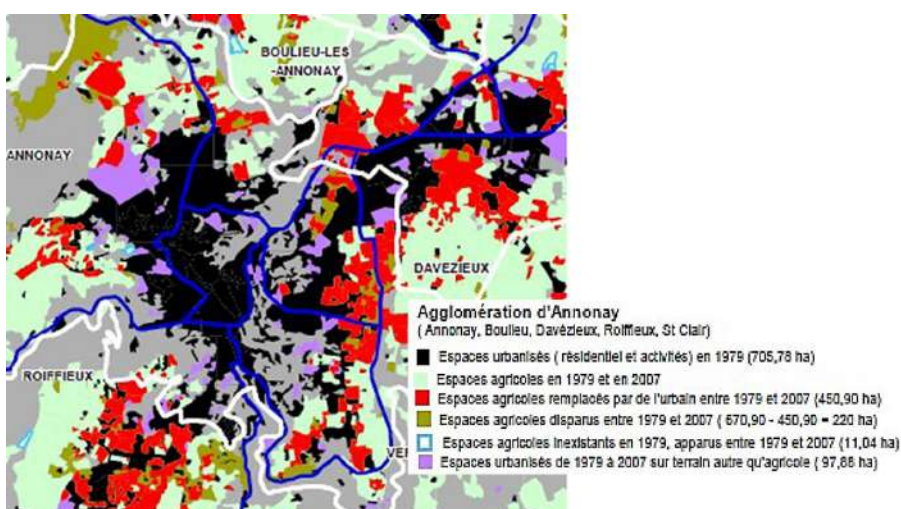 BOULIEU-LES
-ANNONAY
ANNONAY
DAVEZIEUX
ROIFFIEUX
VER
Agglomération d'Annonay
( Annonay, Boulieu, Davézieux, Roiffieux, St Clair)
Espaces urbanisés ( résidentiel et activités) en 1979 (705,78 ha)
Espaces agricoles en 1979 et en 2007
Espaces agricoles remplacés par de l'urbain entre 1979 et 2007 (450,90 ha)
Espaces agricoles disparus entre 1979 et 2007 ( 670,90 - 450,90 = 220 ha)
Espaces agricoles inexistants en 1979, apparus entre 1979 et 2007 (11,04 ha)
Espaces urbanisés de 1979 à 2007 sur terrain autre qu'agricole ( 97,88 ha)